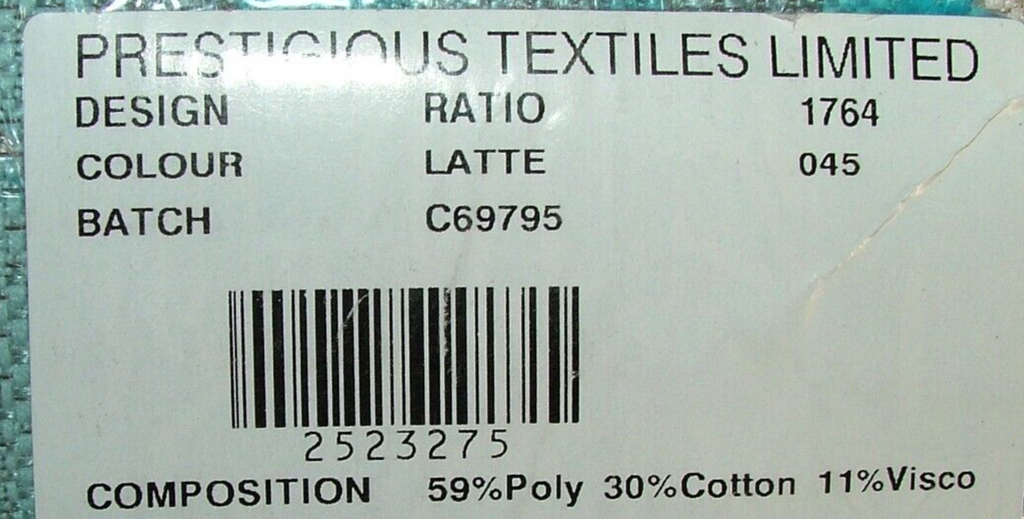 PRESTIGIOUS TEXTILES LIMITED
DESIGN RATIO 1764
COLOUR LATTE 045
BATCH C69795
2523275
COMPOSITION 59%Poly 30%Cotton 11%Visco